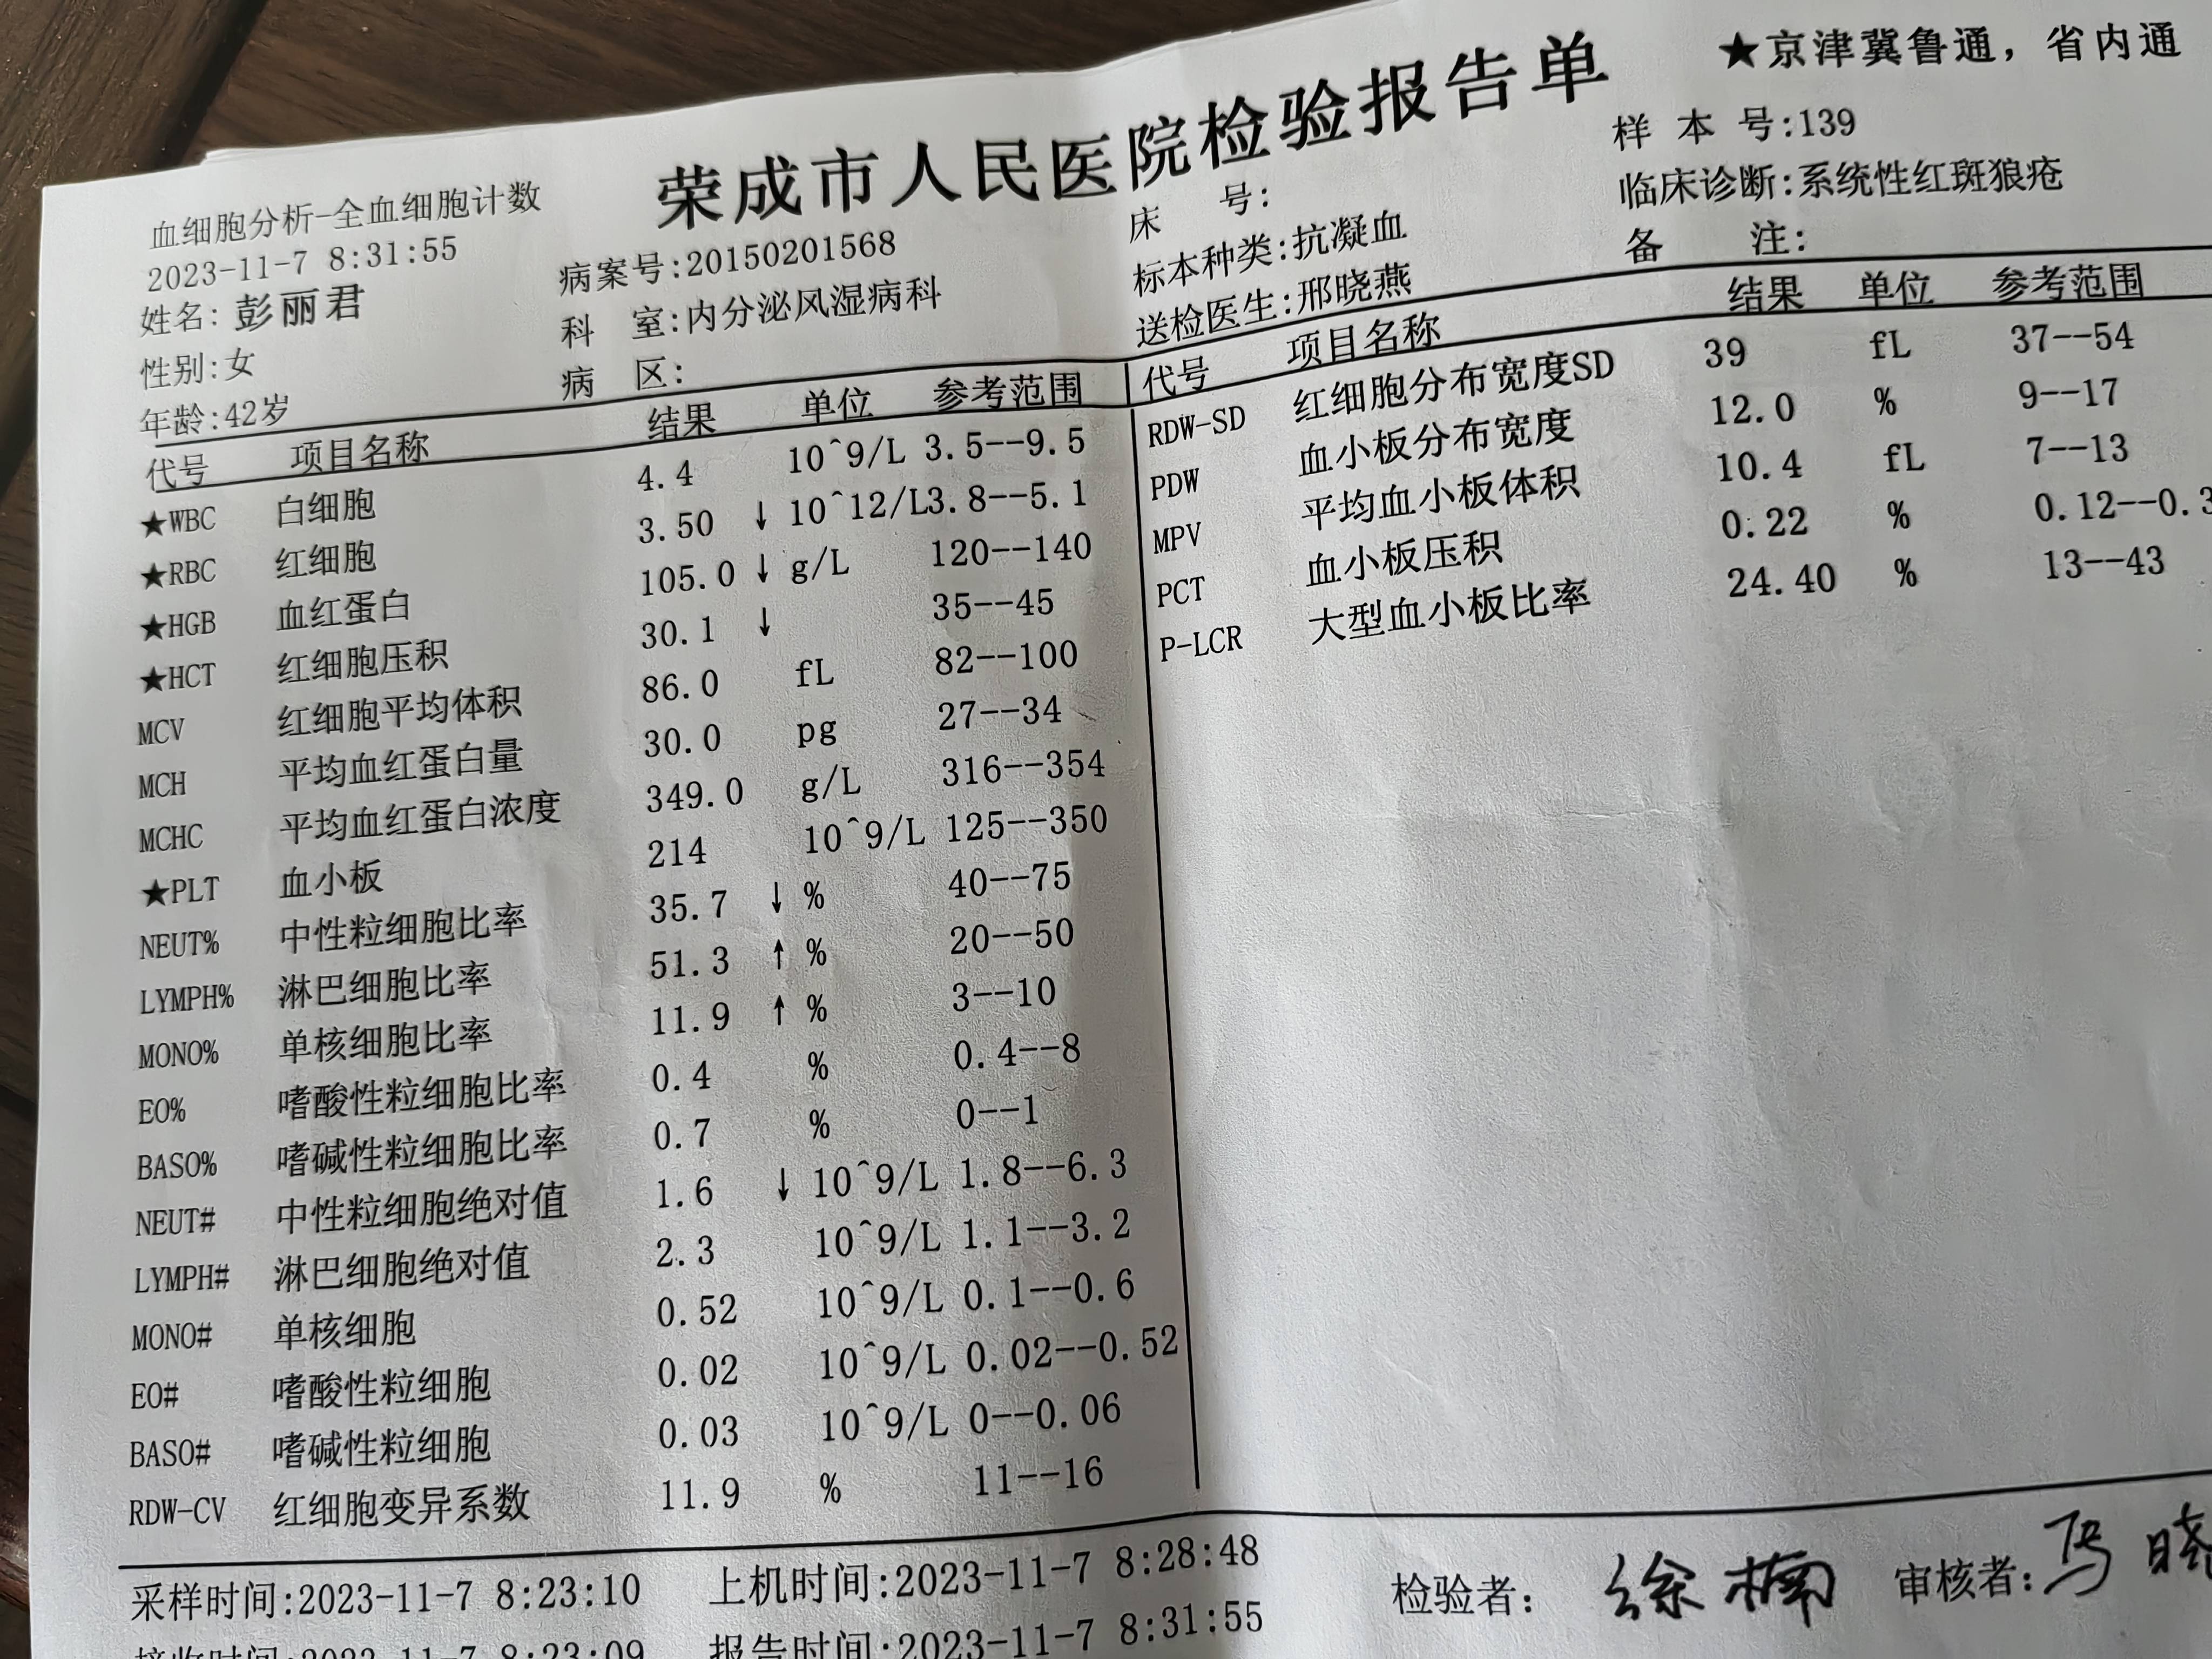 ★京津冀鲁通，省内通
荣成市人民医院检验报告单
血细胞分析-全血细胞计数
2023-11-7 8:31:55
姓名: 彭丽君
性别:女
年龄:42岁
病案号:20150201568
科 室:内分泌风湿病科
病 区:
床 号:
标本种类:抗凝血
送检医生:邢晓燕
样 本 号:139
临床诊断:系统性红斑狼疮
备 注:
代号 项目名称 结果 单位 参考范围
★WBC 白细胞 4.4 10^9/L 3.5--9.5
★RBC 红细胞 3.50 ↓ 10^12/L3.8--5.1
★HGB 血红蛋白 105.0 ↓ g/L 120--140
★HCT 红细胞压积 30.1 ↓ 35--45
MCV 红细胞平均体积 86.0 fL 82--100
MCH 平均血红蛋白量 30.0 pg 27--34
MCHC 平均血红蛋白浓度 349.0 g/L 316--354
★PLT 血小板 214 10^9/L 125--350
NEUT% 中性粒细胞比率 35.7 ↓ % 40--75
LYMPH% 淋巴细胞比率 51.3 ↑ % 20--50
MONO% 单核细胞比率 11.9 ↑ % 3--10
EO% 嗜酸性粒细胞比率 0.4 % 0.4--8
BASO% 嗜碱性粒细胞比率 0.7 % 0--1
NEUT# 中性粒细胞绝对值 1.6 ↓ 10^9/L 1.8--6.3
LYMPH# 淋巴细胞绝对值 2.3 10^9/L 1.1--3.2
MONO# 单核细胞 0.52 10^9/L 0.1--0.6
EO# 嗜酸性粒细胞 0.02 10^9/L 0.02--0.52
BASO# 嗜碱性粒细胞 0.03 10^9/L 0--0.06
RDW-CV 红细胞变异系数 11.9 % 11--16
代号 项目名称 结果 单位 参考范围
RDW-SD 红细胞分布宽度SD 39 fL 37--54
PDW 血小板分布宽度 12.0 % 9--17
MPV 平均血小板体积 10.4 fL 7--13
PCT 血小板压积 0.22 % 0.12--0.3
P-LCR 大型血小板比率 24.40 % 13--43
采样时间:2023-11-7 8:23:10 上机时间:2023-11-7 8:28:48 检验者: 徐楠 审核者: 马晓
接收时间:2023-11-7 8:23:09 报告时间:2023-11-7 8:31:55